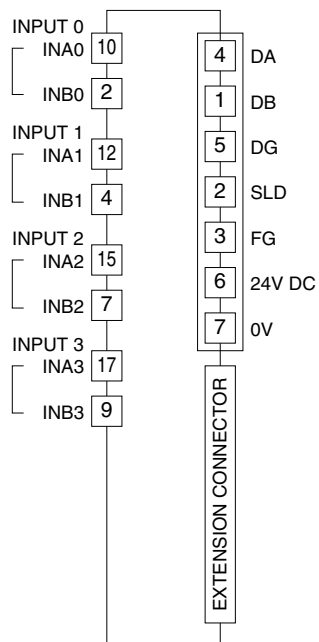 INPUT 0
INA0 10
INB0 2
INPUT 1
INA1 12
INB1 4
INPUT 2
INA2 15
INB2 7
INPUT 3
INA3 17
INB3 9
4 DA
1 DB
5 DG
2 SLD
3 FG
6 24V DC
7 0V
EXTENSION CONNECTOR